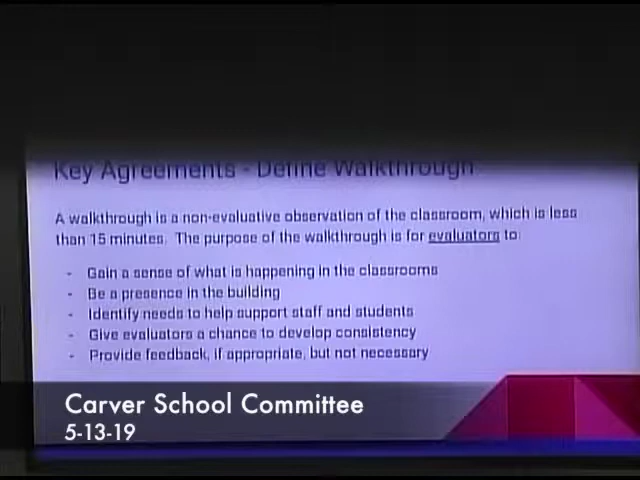 Key Agreements - Define Walkthrough
A walkthrough is a non-evaluative observation of the classroom, which is less
than 15 minutes. The purpose of the walkthrough is for evaluators to:
- Gain a sense of what is happening in the classrooms
- Be a presence in the building
- Identify needs to help support staff and students
- Give evaluators a chance to develop consistency
- Provide feedback, if appropriate, but not necessary
Carver School Committee
5-13-19